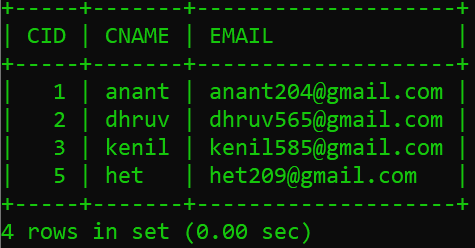 +-----+-------+--------------------+
| CID | CNAME | EMAIL              |
+-----+-------+--------------------+
|   1 | anant | anant204@gmail.com |
|   2 | dhruv | dhruv565@gmail.com |
|   3 | kenil | kenil585@gmail.com |
|   5 | het   | het209@gmail.com   |
+-----+-------+--------------------+
4 rows in set (0.00 sec)